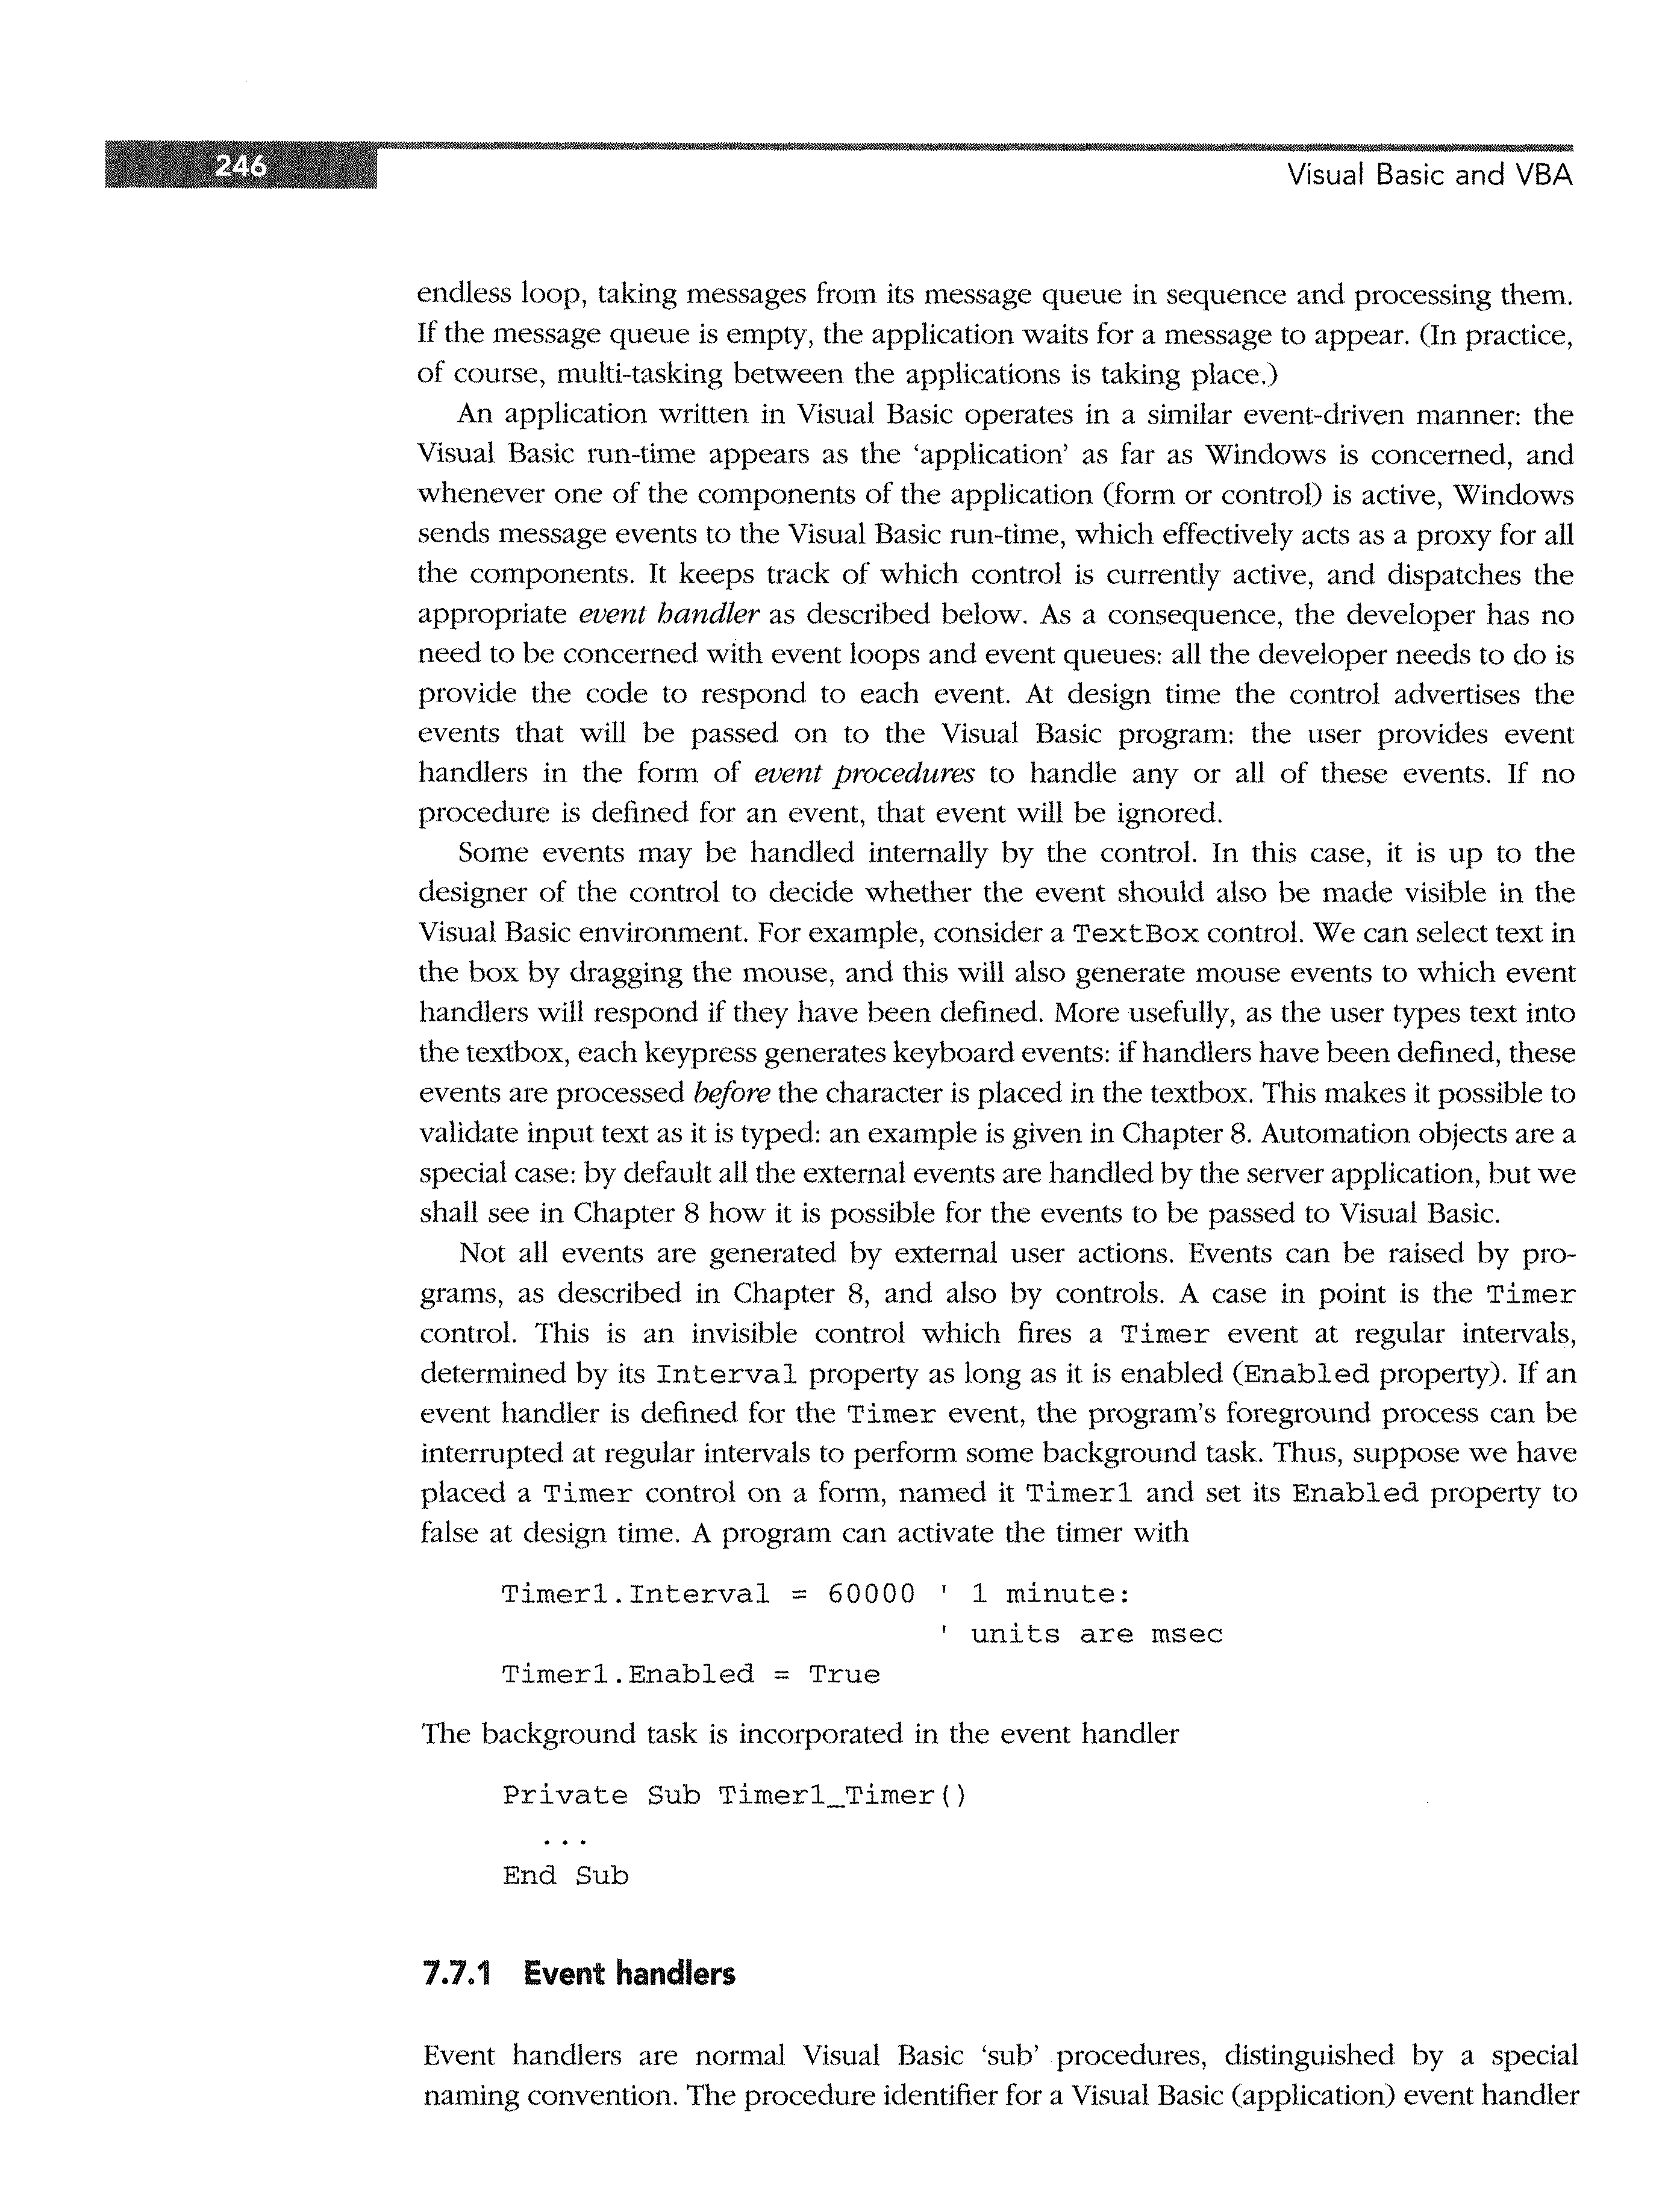 246
Visual Basic and VBA
endless loop, taking messages from its message queue in sequence and processing them.
If the message queue is empty, the application waits for a message to appear. (In practice,
of course, multi-tasking between the applications is taking place.)
An application written in Visual Basic operates in a similar event-driven manner: the
Visual Basic run-time appears as the ‘application’ as far as Windows is concerned, and
whenever one of the components of the application (form or control) is active, Windows
sends message events to the Visual Basic run-time, which effectively acts as a proxy for all
the components. It keeps track of which control is currently active, and dispatches the
appropriate event handler as described below. As a consequence, the developer has no
need to be concerned with event loops and event queues: all the developer needs to do is
provide the code to respond to each event. At design time the control advertises the
events that will be passed on to the Visual Basic program: the user provides event
handlers in the form of event procedures to handle any or all of these events. If no
procedure is defined for an event, that event will be ignored.
Some events may be handled internally by the control. In this case, it is up to the
designer of the control to decide whether the event should also be made visible in the
Visual Basic environment. For example, consider a TextBox control. We can select text in
the box by dragging the mouse, and this will also generate mouse events to which event
handlers will respond if they have been defined. More usefully, as the user types text into
the textbox, each keypress generates keyboard events: if handlers have been defined, these
events are processed before the character is placed in the textbox. This makes it possible to
validate input text as it is typed: an example is given in Chapter 8. Automation objects are a
special case: by default all the external events are handled by the server application, but we
shall see in Chapter 8 how it is possible for the events to be passed to Visual Basic.
Not all events are generated by external user actions. Events can be raised by pro-
grams, as described in Chapter 8, and also by controls. A case in point is the Timer
control. This is an invisible control which fires a Timer event at regular intervals,
determined by its Interval property as long as it is enabled (Enabled property). If an
event handler is defined for the Timer event, the program's foreground process can be
interrupted at regular intervals to perform some background task. Thus, suppose we have
placed a Timer control on a form, named it Timer1 and set its Enabled property to
false at design time. A program can activate the timer with
Timer1.Interval = 60000 ' 1 minute:
' units are msec
Timer1.Enabled = True
The background task is incorporated in the event handler
Private Sub Timer1_Timer()
...
End Sub
7.7.1 Event handlers
Event handlers are normal Visual Basic ‘sub’ procedures, distinguished by a special
naming convention. The procedure identifier for a Visual Basic (application) event handler